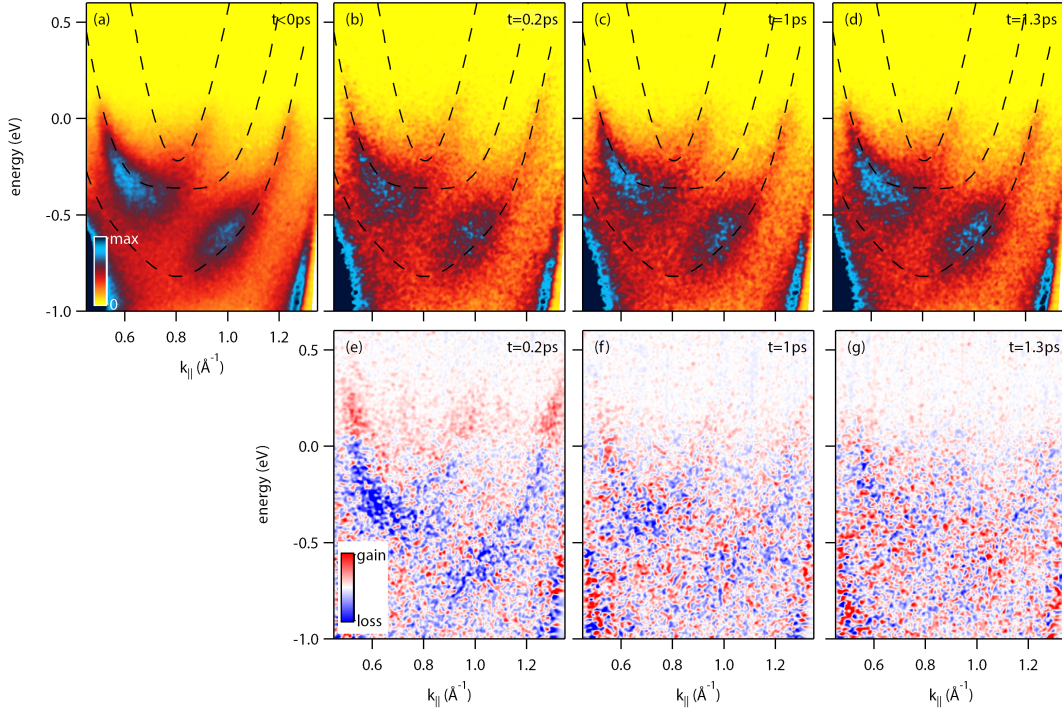 (a) t<0ps
(b) t=0.2ps
(c) t=1ps
(d) t=1.3ps
energy (eV)
0.5
0.0
-0.5
-1.0
max
0
0.6 0.8 1.0 1.2
k|| (Å-1)
(e) t=0.2ps
(f) t=1ps
(g) t=1.3ps
energy (eV)
0.5
0.0
-0.5
-1.0
gain
loss
0.6 0.8 1.0 1.2
0.6 0.8 1.0 1.2
0.6 0.8 1.0 1.2
k|| (Å-1)
k|| (Å-1)
k|| (Å-1)